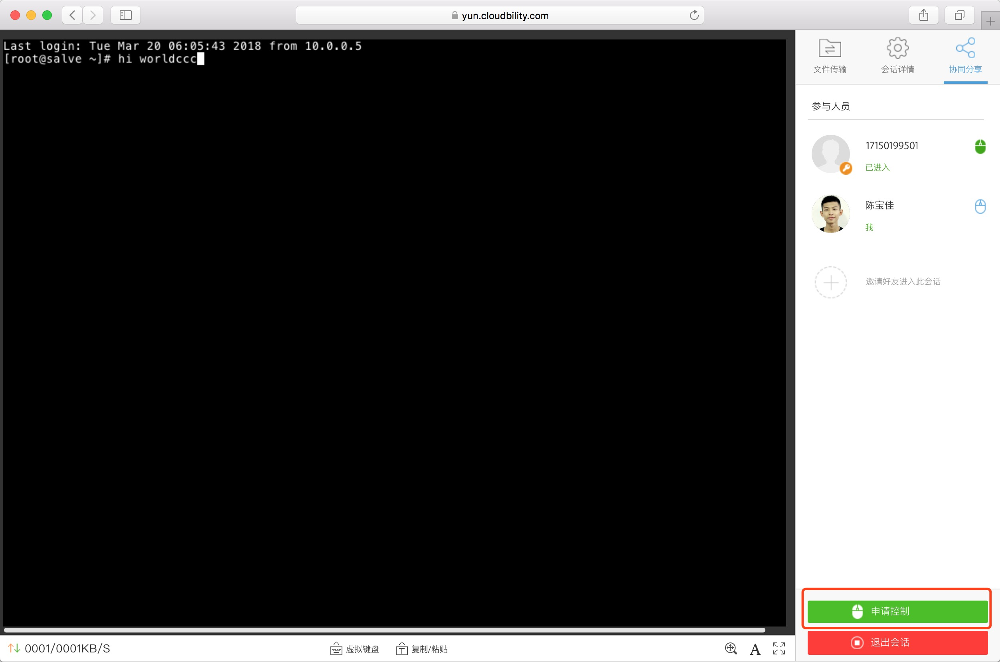 yun.cloudbility.com
Last login: Tue Mar 20 06:05:43 2018 from 10.0.0.5
[root@salve ~]# hi worldccc
文件传输
会话详情
协同分享
参与人员
17150199501
已进入
陈宝佳
我
邀请好友进入此会话
申请控制
退出会话
0001/0001KB/S
虚拟键盘
复制/粘贴
A